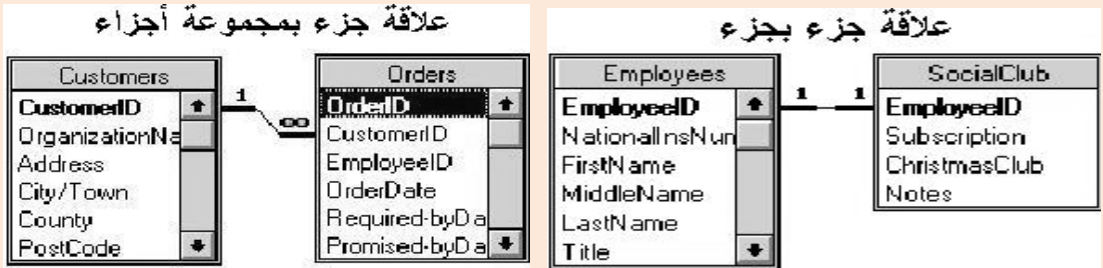 علاقة جزء بمجموعة أجزاء
Customers
CustomerID
OrganizationNa
Address
City/Town
County
PostCode
1
∞
Orders
OrderID
CustomerID
EmployeeID
OrderDate
Required-byDa
Promised-byDa
علاقة جزء بجزء
Employees
EmployeeID
NationalInsNum
FirstName
MiddleName
LastName
Title
1 1
SocialClub
EmployeeID
Subscription
ChristmasClub
Notes